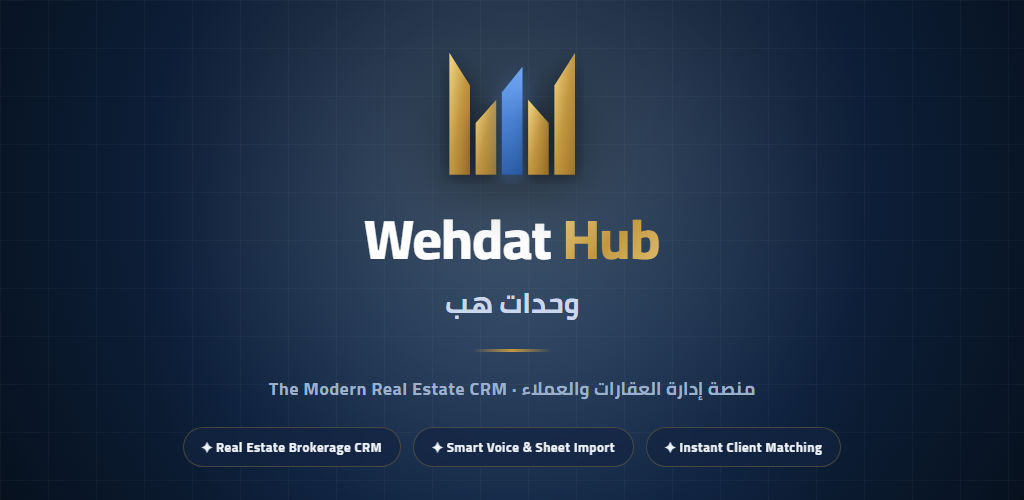 Wehdat Hub
وحدات هب
The Modern Real Estate CRM · منصة إدارة العقارات والعملاء
✦ Real Estate Brokerage CRM
✦ Smart Voice & Sheet Import
✦ Instant Client Matching